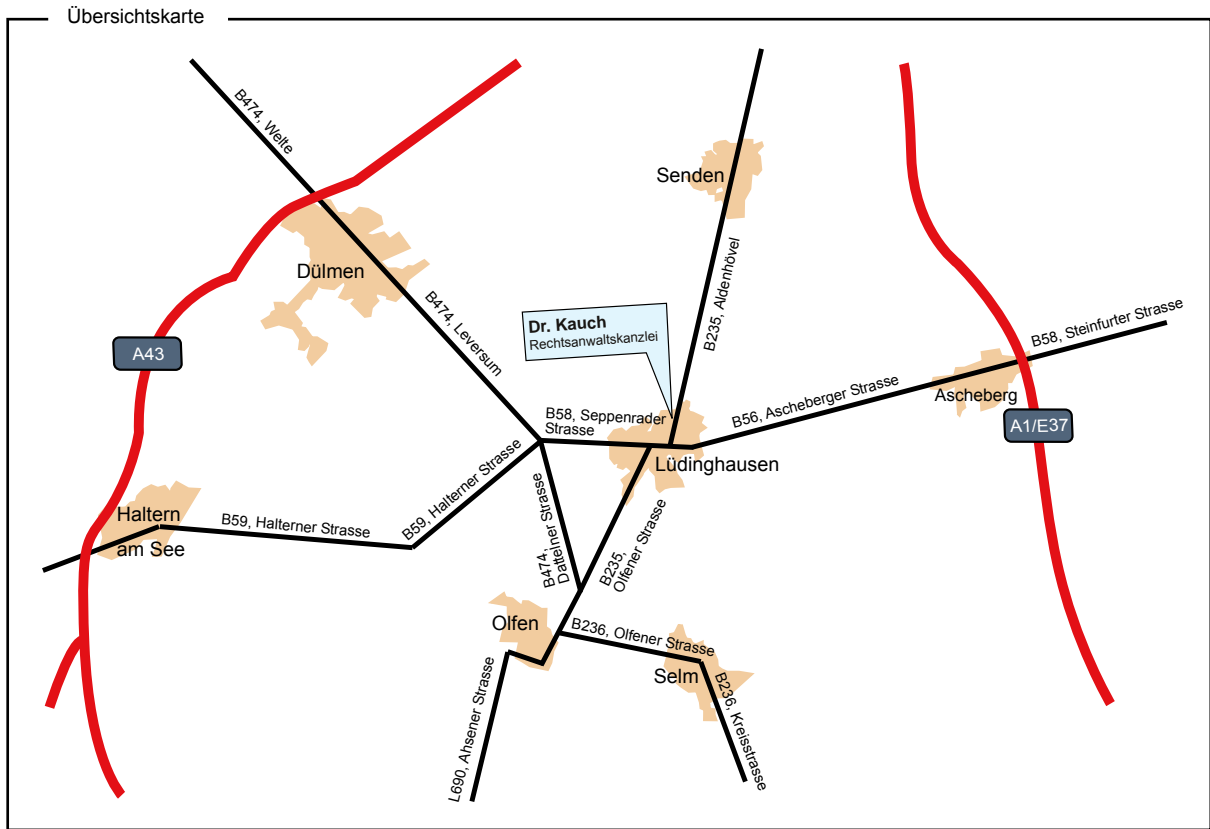 Übersichtskarte
B474, Welte
Senden
Dülmen
B474, Leversum
B235, Aldenhövel
Dr. Kauch
Rechtsanwaltskanzlei
A43
B58, Steinfurter Strasse
Ascheberg
A1/E37
B56, Ascheberger Strasse
B58, Seppenrader
Strasse
Lüdinghausen
B59, Halterner Strasse
Haltern
am See
B59, Halterner Strasse
B474,
Datteiner Strasse
B235,
Olfener Strasse
Olfen
B236, Olfener Strasse
Selm
B236, Kreisstrasse
L690, Ahsener Strasse